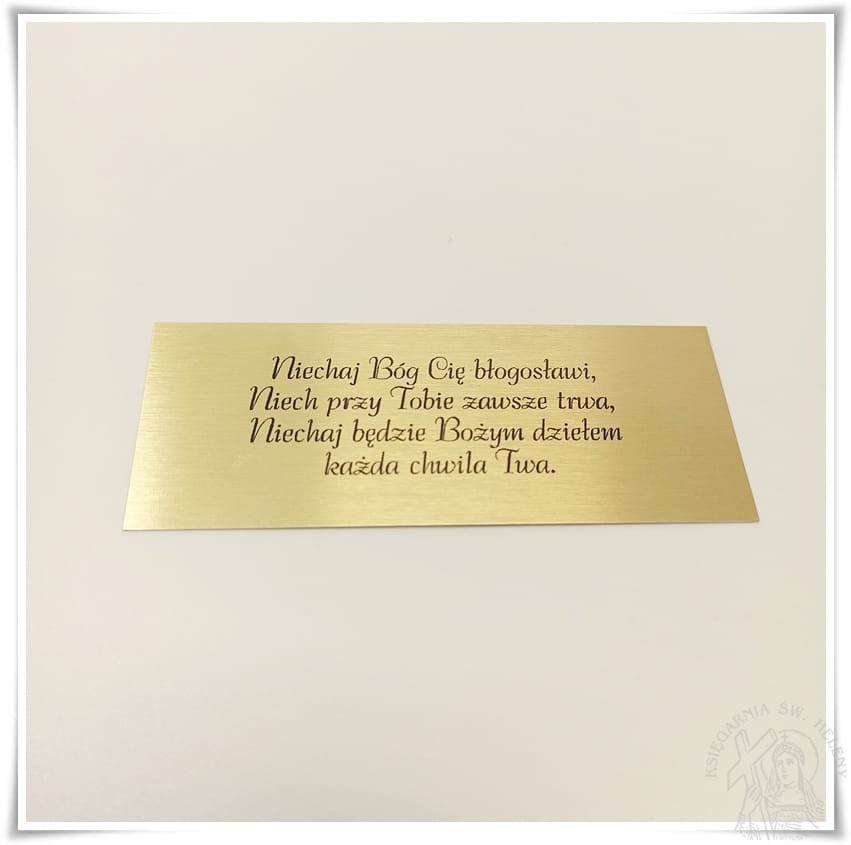 Niechaj Bóg Cię błogosławi,
Niech przy Tobie zawsze trwa,
Niechaj będzie Bożym dziełem
każda chwila Twa.
KSIĘGARNIA ŚW. HELENY